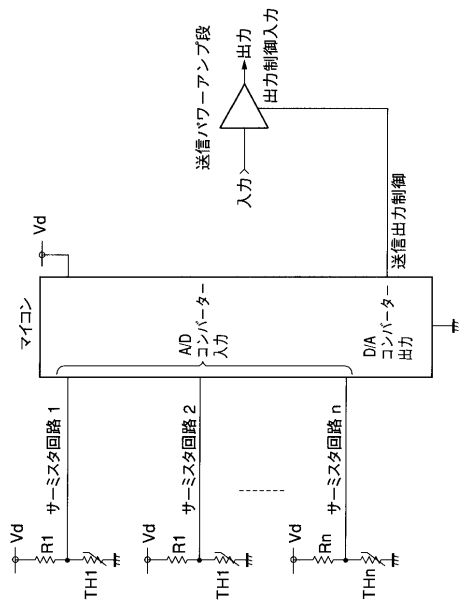 マイコン
Vd
A/D
コンバーター
入力
D/A
コンバーター
出力
Vd
R1
TH1
サーミスタ回路 1
Vd
R1
TH1
サーミスタ回路 2
Vd
Rn
THn
サーミスタ回路 n
送信出力制御
送信パワーアンプ段
入力
出力
出力制御入力